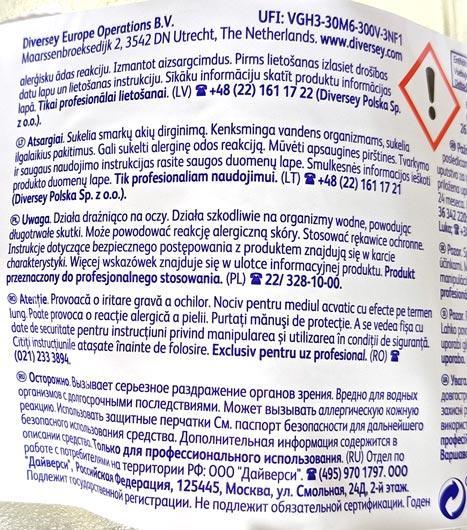 Diversey Europe Operations B.V.
UFI: VGH3-30M6-300V-3NF1
Maarssenbroeksedijk 2, 3542 DN Utrecht, The Netherlands. www.diversey.com
alerģisku ādas reakciju. Izmantot aizsargcimdus. Pirms lietošanas izlasiet drošības
datu lapu un lietošanas instrukciju. Sīkāku informāciju skatīt produktu informācijas
lapā. Tikai profesionālai lietošanai. (LV) ☎ +48 (22) 161 17 22 (Diversey Polska Sp.
z o.o.).
Atsargiai. Sukelia smarkų akių dirginimą. Kenksminga vandens organizmams, sukelia
ilgalaikius pakitimus. Gali sukelti alerginę odos reakciją. Mūvėti apsaugines pirštines. Tvarkymo
ir saugaus naudojimo instrukcijas rasite saugos duomenų lape. Smulkesnės informacijos ieškoti
produkto duomenų lape. Tik profesionaliam naudojimui. (LT) ☎ +48 (22) 161 17 21
(Diversey Polska Sp. z o.o.).
Uwaga. Działa drażniąco na oczy. Działa szkodliwie na organizmy wodne, powodując
długotrwałe skutki. Może powodować reakcję alergiczną skóry. Stosować rękawice ochronne.
Instrukcje dotyczące bezpiecznego postępowania z produktem znajdują się w karcie
charakterystyki. Więcej wskazówek znajduje się w ulotce informacyjnej produktu. Produkt
przeznaczony do profesjonalnego stosowania. (PL) ☎ 22/ 328-10-00.
Atenție. Provoacă o iritare gravă a ochilor. Nociv pentru mediul acvatic cu efecte pe termen
lung. Poate provoca o reacție alergică a pielii. Purtați mănuși de protecție. A se vedea fișa cu
date de securitate pentru instrucțiuni privind manipularea și utilizarea în condiții de siguranță.
Citiți instrucțiunile atașate înainte de folosire. Exclusiv pentru uz profesional. (RO) ☎
(021) 233 3894.
Осторожно. Вызывает серьезное раздражение органов зрения. Вредно для водных
организмов с долгосрочными последствиями. Может вызывать аллергическую кожную
реакцию. Использовать защитные перчатки См. паспорт безопасности для дальнейшего
безопасного использования средства. Дополнительная информация содержится в
описании средства. Только для профессионального использования. (RU) Отдел по
работе с потребителями на территории РФ: ООО "Дайверси". ☎ (495) 970 1797. ООО
"Дайверси", Российская Федерация, 125445, Москва, ул. Смольная, 24Д, 2-й этаж.
Подлежит государственной регистрации. Не подлежит обязательной сертификации. Годен